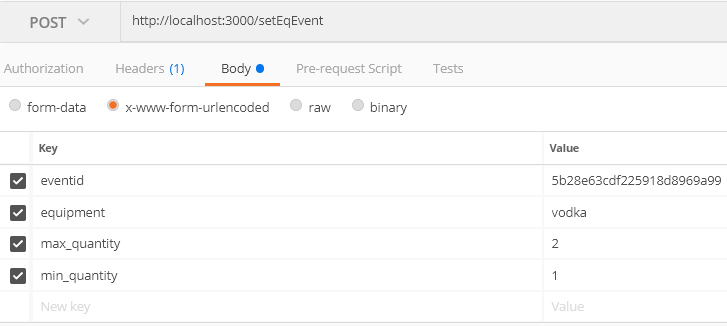 POST http://localhost:3000/setEqEvent
Authorization Headers (1) Body Pre-request Script Tests
form-data x-www-form-urlencoded raw binary
Key Value
eventid 5b28e63cdf225918d8969a99
equipment vodka
max_quantity 2
min_quantity 1
New key Value